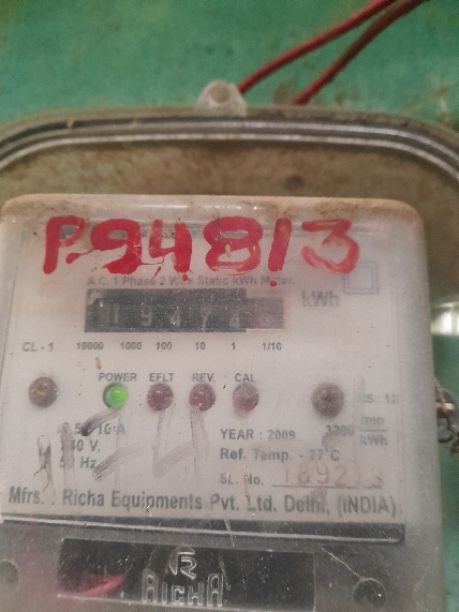 P94813
A.C. 1 Phase 2 Wire Static kWh Meter
kWh
CL - 1 10000 1000 100 10 1 1/10
POWER EFLT REV. CAL
50 Hz.
YEAR : 2009 3200 imp/kWh
Ref. Temp. - 27°C
SL. No.
Mfrs. : Richa Equipments Pvt. Ltd. Delhi, (INDIA)
RICHA